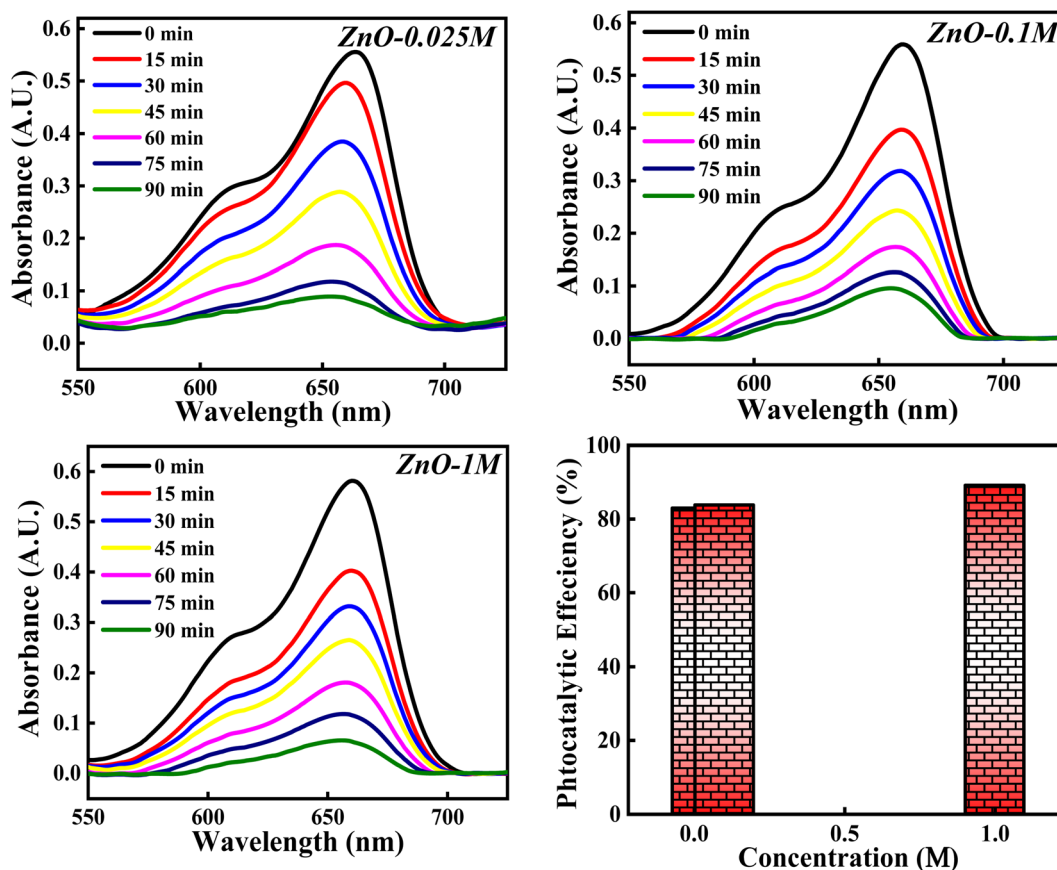 ZnO-0.025M
0 min
15 min
30 min
45 min
60 min
75 min
90 min
0.6
0.5
0.4
0.3
0.2
0.1
0.0
Absorbance (A.U.)
550
600
650
700
Wavelength (nm)
ZnO-0.1M
0 min
15 min
30 min
45 min
60 min
75 min
90 min
0.6
0.5
0.4
0.3
0.2
0.1
0.0
Absorbance (A.U.)
550
600
650
700
Wavelength (nm)
ZnO-1M
0 min
15 min
30 min
45 min
60 min
75 min
90 min
0.6
0.5
0.4
0.3
0.2
0.1
0.0
Absorbance (A.U.)
550
600
650
700
Wavelength (nm)
100
80
60
40
20
0
Phtocatalytic Effeciency (%)
0.0
0.5
1.0
Concentration (M)